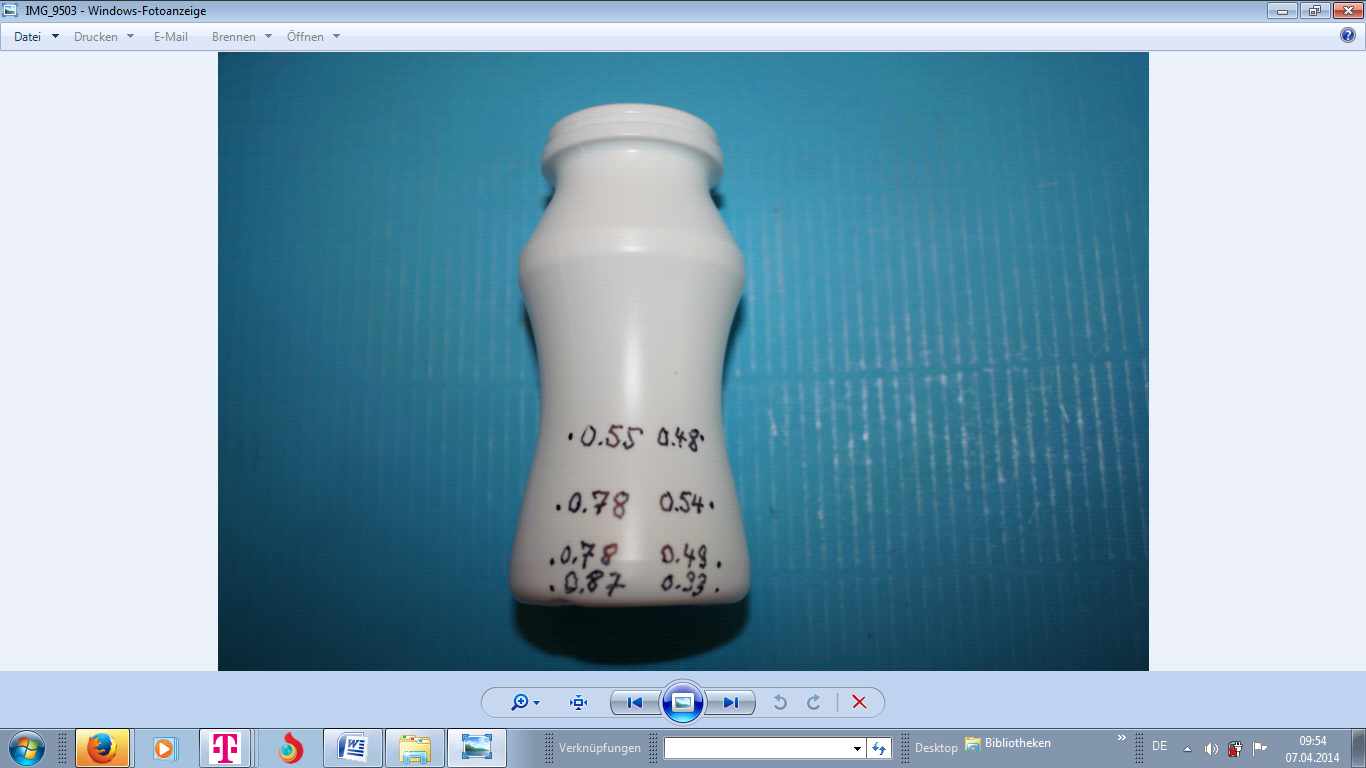 IMG_9503 - Windows-Fotoanzeige
Datei Drucken E-Mail Brennen Öffnen
.0.55 0.48.
.0.78 0.54.
.0.78 0.49.
.0.87 0.33.
Verknüpfungen Desktop Bibliotheken » DE 09:54
07.04.2014